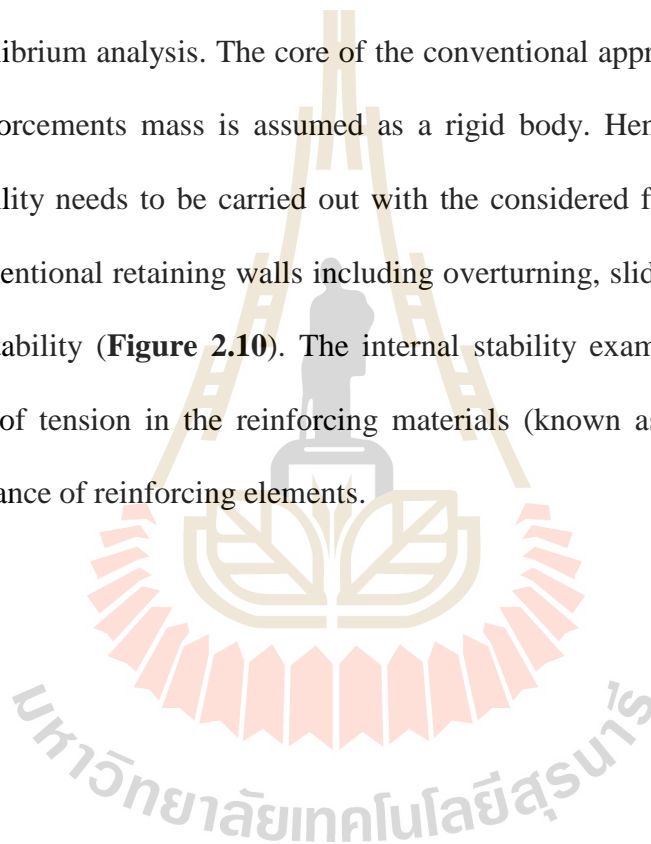 librium analysis. The core of the conventional appr
orcements mass is assumed as a rigid body. Hen
ility needs to be carried out with the considered f
entional retaining walls including overturning, slid
tability (Figure 2.10). The internal stability exam
of tension in the reinforcing materials (known as
ance of reinforcing elements.
มหาวิทยาลัยเทคโนโลยีสุรนารี